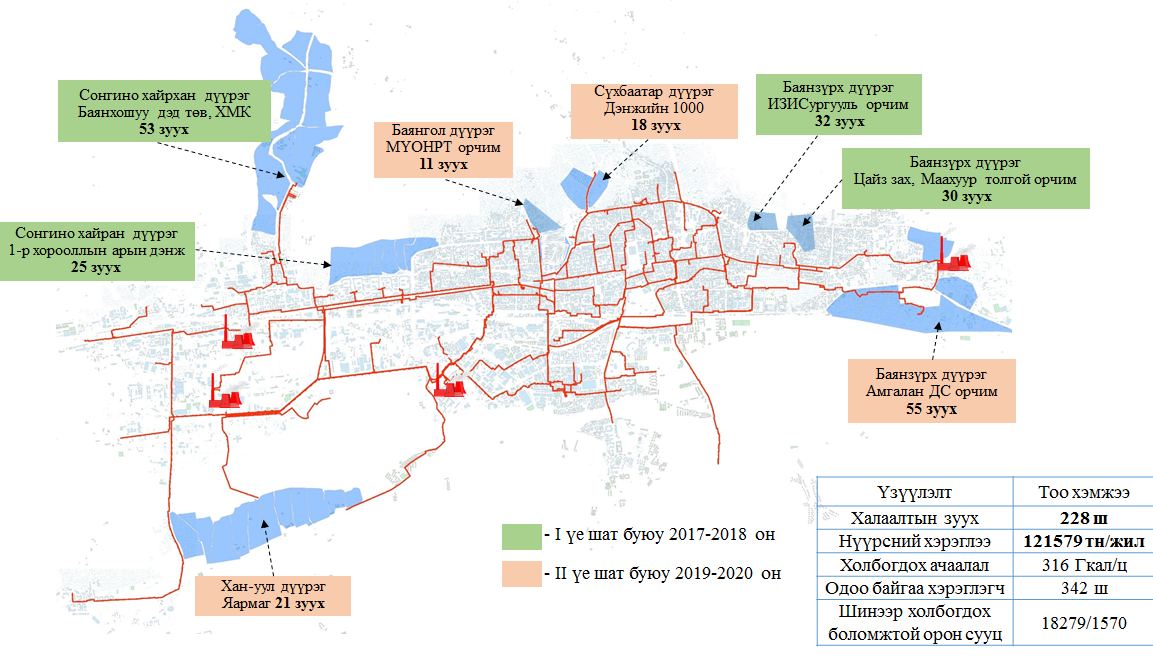 Сонгино хайрхан дүүрэг
Баянхошуу дэд төв, ХМК
53 зуух
Баянгол дүүрэг
МҮОНРТ орчим
11 зуух
Сүхбаатар дүүрэг
Дэнжийн 1000
18 зуух
Баянзүрх дүүрэг
ИЗИСургууль орчим
32 зуух
Баянзүрх дүүрэг
Цайз зах, Маахуур толгой орчим
30 зуух
Сонгино хайран дүүрэг
1-р хорооллын арын дэнж
25 зуух
Баянзүрх дүүрэг
Амгалан ДС орчим
55 зуух
Хан-уул дүүрэг
Яармаг 21 зуух
- I үе шат буюу 2017-2018 он
- II үе шат буюу 2019-2020 он
Үзүүлэлт Тоо хэмжээ
Халаалтын зуух 228 ш
Нүүрсний хэрэглээ 121579 тн/жил
Холбогдох ачаалал 316 Гкал/ц
Одоо байгаа хэрэглэгч 342 ш
Шинээр холбогдох
боломжтой орон сууц 18279/1570